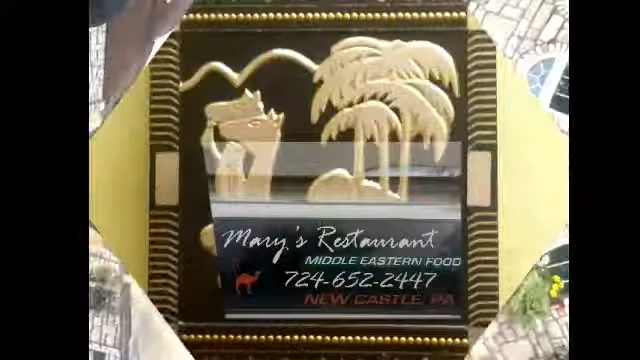 Mary's Restaurant
MIDDLE EASTERN FOOD
724-652-2447
NEW CASTLE, PA